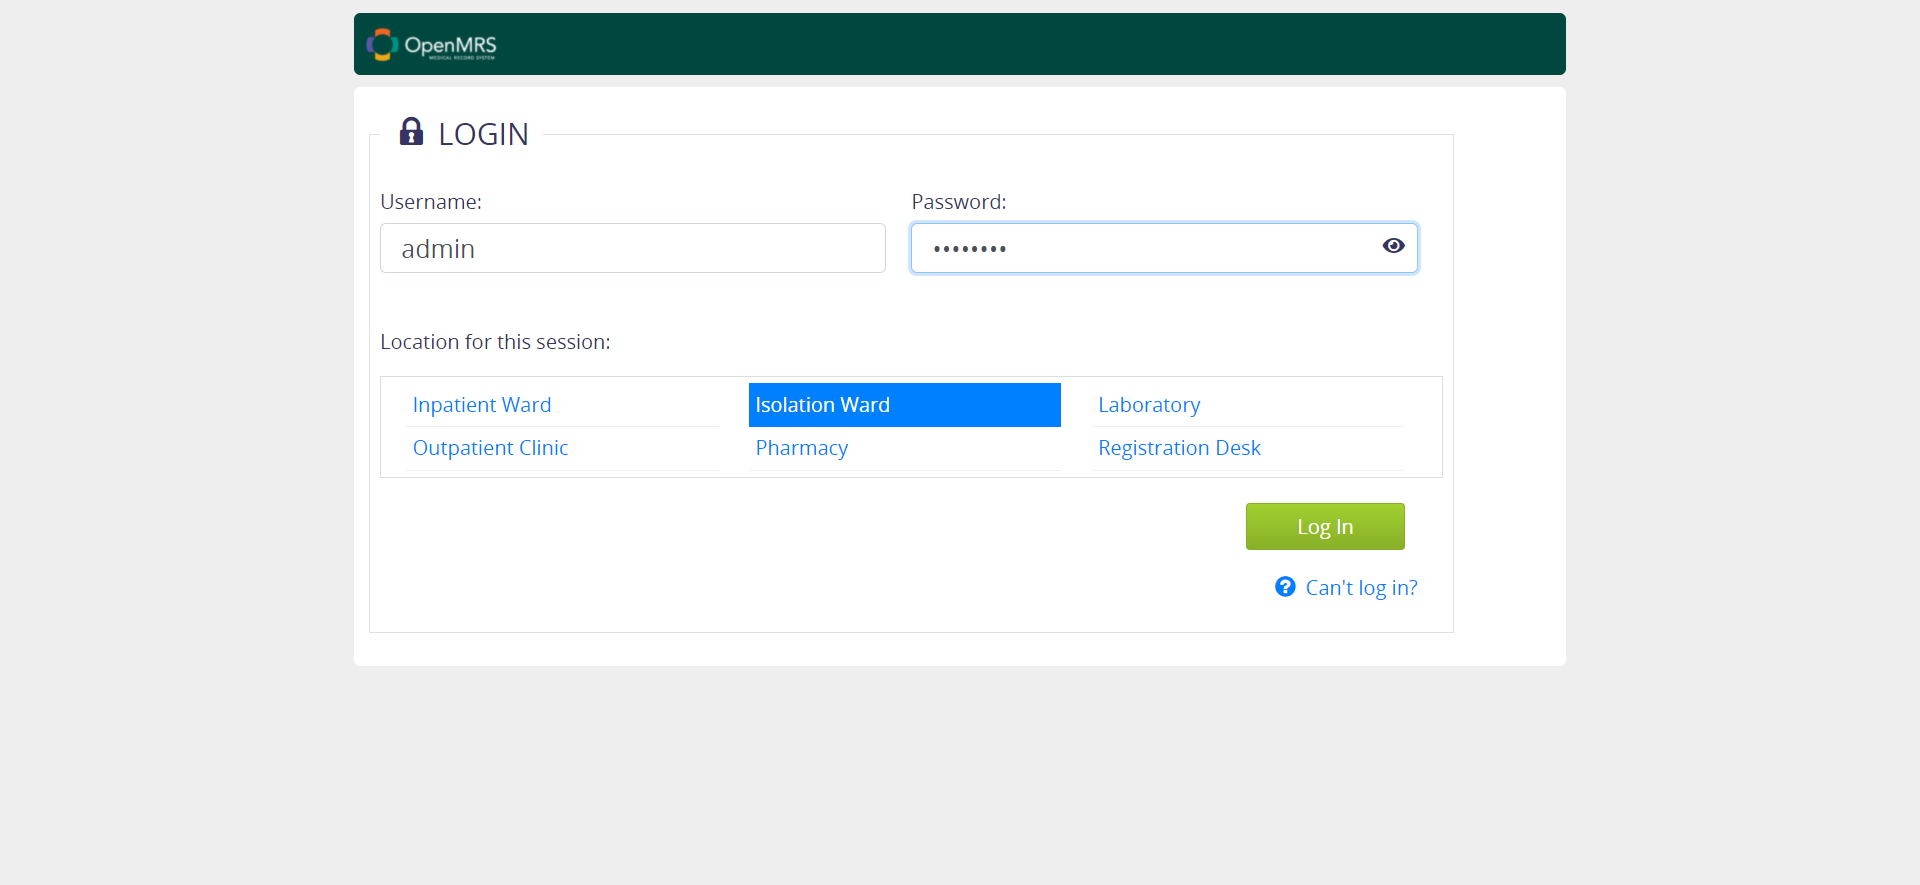 OpenMRS
MEDICAL RECORD SYSTEM
LOGIN
Username:
Password:
admin
••••••••
Location for this session:
Inpatient Ward
Isolation Ward
Laboratory
Outpatient Clinic
Pharmacy
Registration Desk
Log In
Can't log in?